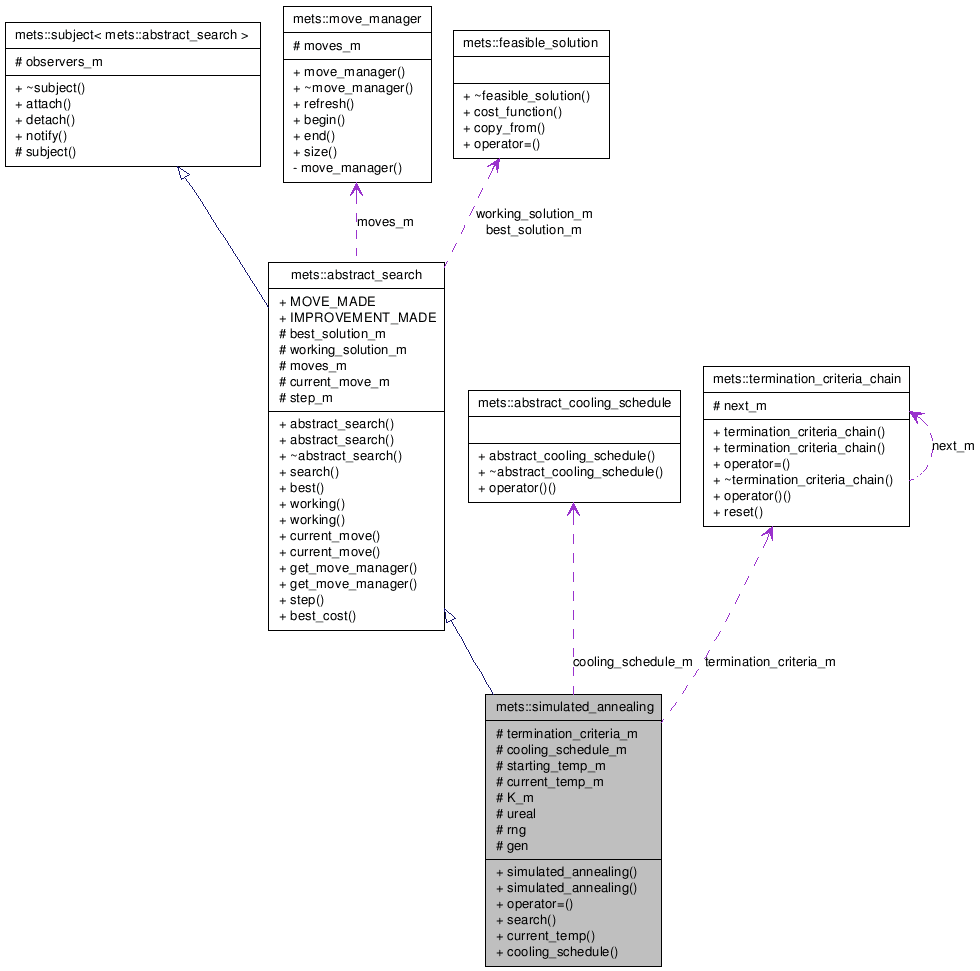 mets::subject< mets::abstract_search >
# observers_m
+ ~subject()
+ attach()
+ detach()
+ notify()
# subject()
mets::move_manager
# moves_m
+ move_manager()
+ ~move_manager()
+ refresh()
+ begin()
+ end()
+ size()
- move_manager()
mets::feasible_solution
+ ~feasible_solution()
+ cost_function()
+ copy_from()
+ operator=()
moves_m
working_solution_m
best_solution_m
mets::abstract_search
+ MOVE_MADE
+ IMPROVEMENT_MADE
# best_solution_m
# working_solution_m
# moves_m
# current_move_m
# step_m
+ abstract_search()
+ abstract_search()
+ ~abstract_search()
+ search()
+ best()
+ working()
+ working()
+ current_move()
+ current_move()
+ get_move_manager()
+ get_move_manager()
+ step()
+ best_cost()
mets::abstract_cooling_schedule
+ abstract_cooling_schedule()
+ ~abstract_cooling_schedule()
+ operator()()
mets::termination_criteria_chain
# next_m
+ termination_criteria_chain()
+ termination_criteria_chain()
+ operator=()
+ ~termination_criteria_chain()
+ operator()()
+ reset()
next_m
cooling_schedule_m
termination_criteria_m
mets::simulated_annealing
# termination_criteria_m
# cooling_schedule_m
# starting_temp_m
# current_temp_m
# K_m
# ureal
# rng
# gen
+ simulated_annealing()
+ simulated_annealing()
+ operator=()
+ search()
+ current_temp()
+ cooling_schedule()